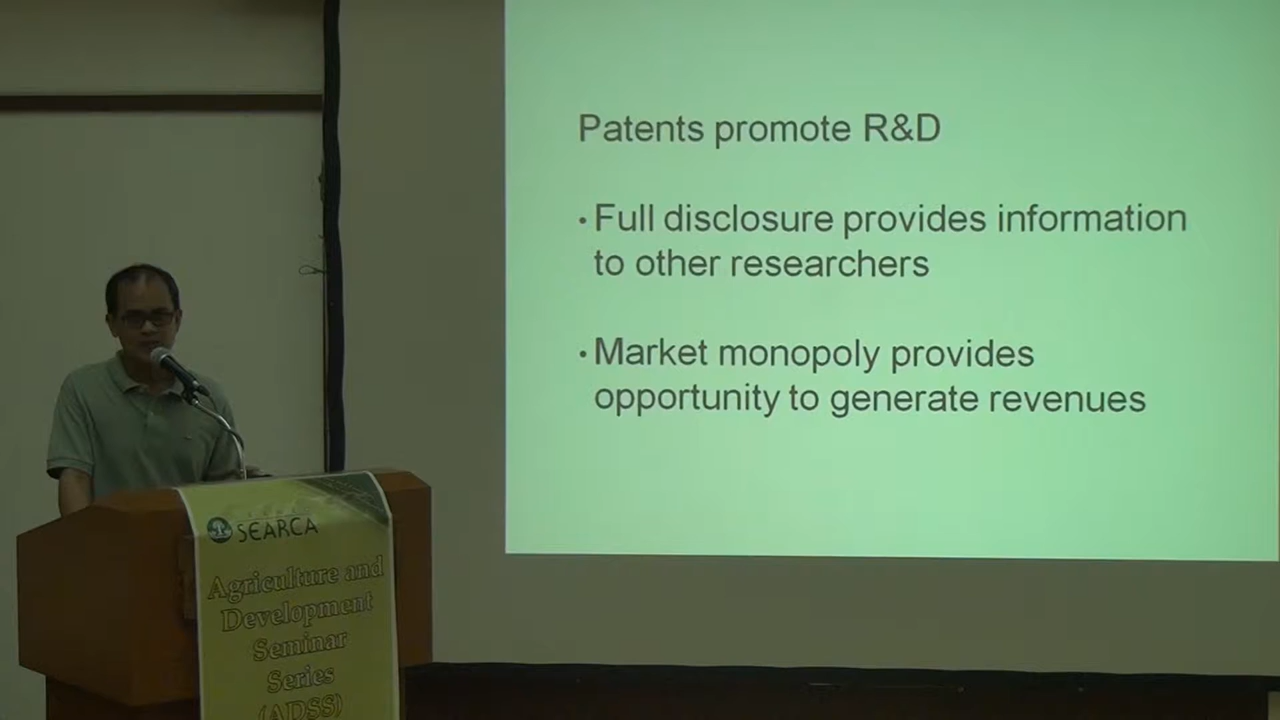 Patents promote R&D
• Full disclosure provides information
to other researchers
• Market monopoly provides
opportunity to generate revenues
SEARCA
Agriculture and
Development
Seminar
Series
(ADSS)